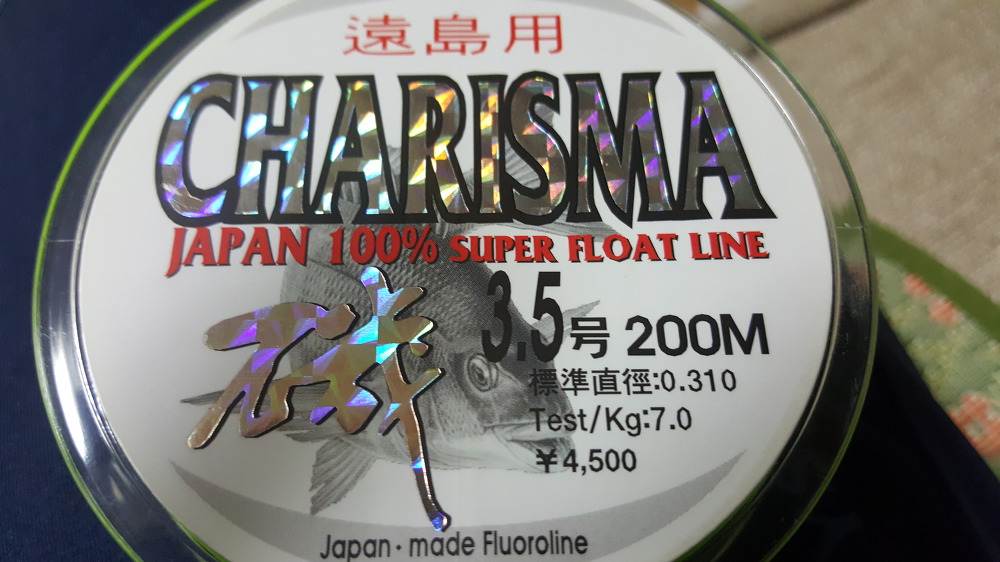 遠島用
CHARISMA
JAPAN 100% SUPER FLOAT LINE
磯
3.5号 200M
標準直徑:0.310
Test/Kg:7.0
¥4,500
Japan・made Fluoroline